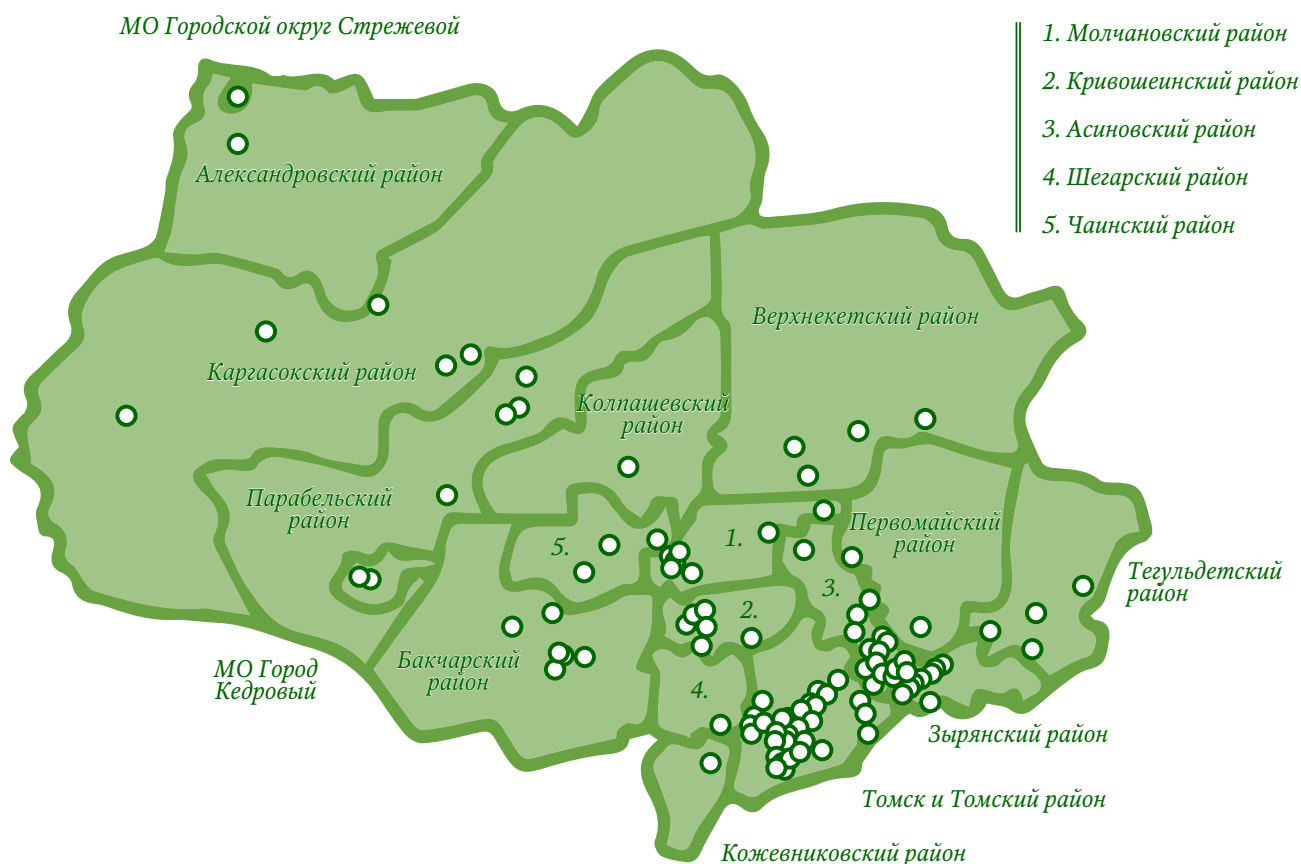 МО Городской округ Стрежевой
1. Молчановский район
2. Кривошеинский район
3. Асиновский район
4. Шегарский район
5. Чаинский район
Александровский район
Верхнекетский район
Каргасокский район
Колпашевский
район
Парабельский
район
Первомайский
район
5.
1.
3.
2.
Тегульдетский
район
МО Город
Кедровый
Бакчарский
район
4.
Зырянский район
Томск и Томский район
Кожевниковский район